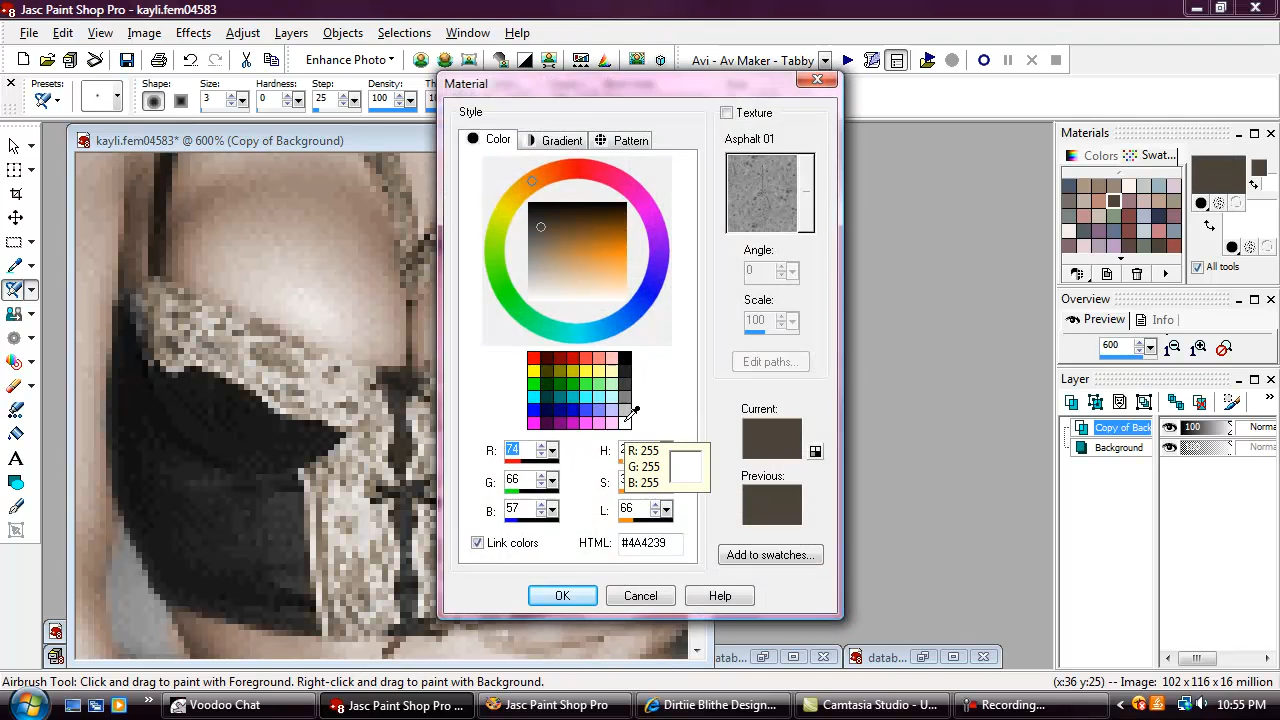 Jasc Paint Shop Pro - kayli.fem04583
File Edit View Image Effects Adjust Layers Objects Selections Window Help
Enhance Photo
Avi - Av Maker - Tabby
Presets: Shape: Size: Hardness: Step: Density:
3 0 25 100
kayli.fem04583* @ 600% (Copy of Background)
Material
Style
Color Gradient Pattern
Texture
Asphalt 01
Angle:
0
Scale:
100
Edit paths...
Current:
Previous:
R: 74 H:
G: 66 S:
B: 57 L: 66
R: 255
G: 255
B: 255
Link colors HTML: #4A4239
Add to swatches...
OK Cancel Help
Materials
Colors Swat...
All tools
Overview
Preview Info
600
Layer
Copy of Back 100 Norma
Background Norma
datab... datab...
Airbrush Tool: Click and drag to paint with Foreground. Right-click and drag to paint with Background.
(x:36 y:25) -- Image: 102 x 116 x 16 million
Voodoo Chat
Jasc Paint Shop Pro ...
Jasc Paint Shop Pro
Dirtiie Blithe Designe...
Camtasia Studio - U...
Recording...
10:55 PM